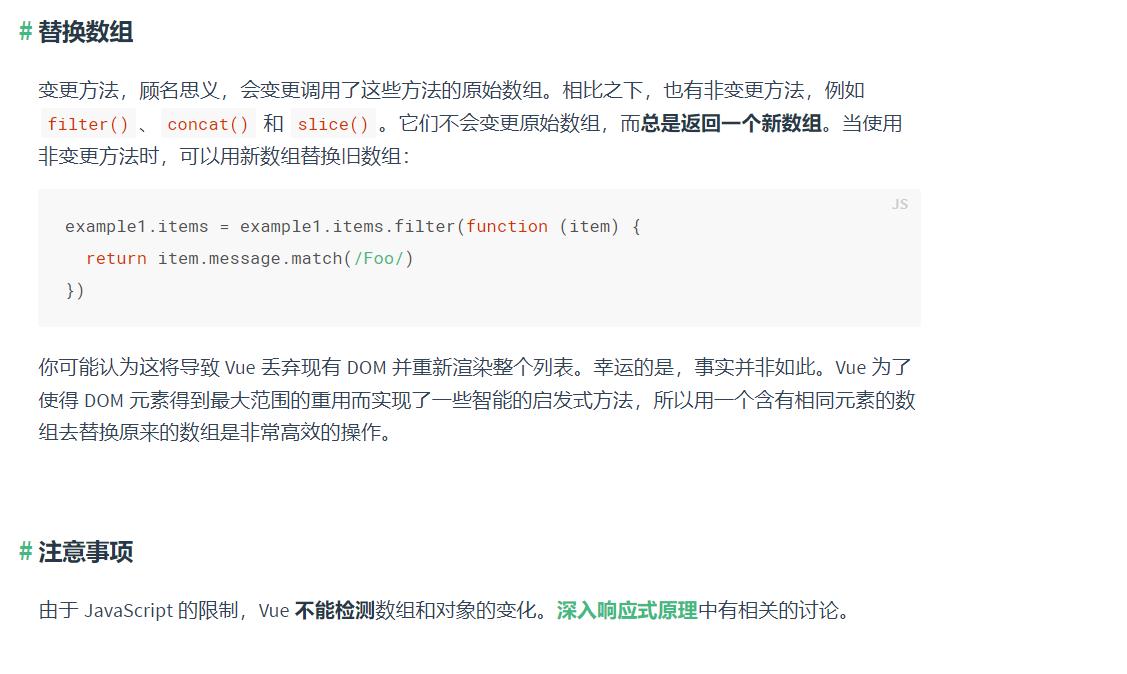 # 替换数组
变更方法，顾名思义，会变更调用了这些方法的原始数组。相比之下，也有非变更方法，例如
filter()、concat() 和 slice()。它们不会变更原始数组，而总是返回一个新数组。当使用
非变更方法时，可以用新数组替换旧数组：
JS
example1.items = example1.items.filter(function (item) {
  return item.message.match(/Foo/)
})
你可能认为这将导致 Vue 丢弃现有 DOM 并重新渲染整个列表。幸运的是，事实并非如此。Vue 为了
使得 DOM 元素得到最大范围的重用而实现了一些智能的启发式方法，所以用一个含有相同元素的数
组去替换原来的数组是非常高效的操作。
# 注意事项
由于 JavaScript 的限制，Vue 不能检测数组和对象的变化。深入响应式原理中有相关的讨论。